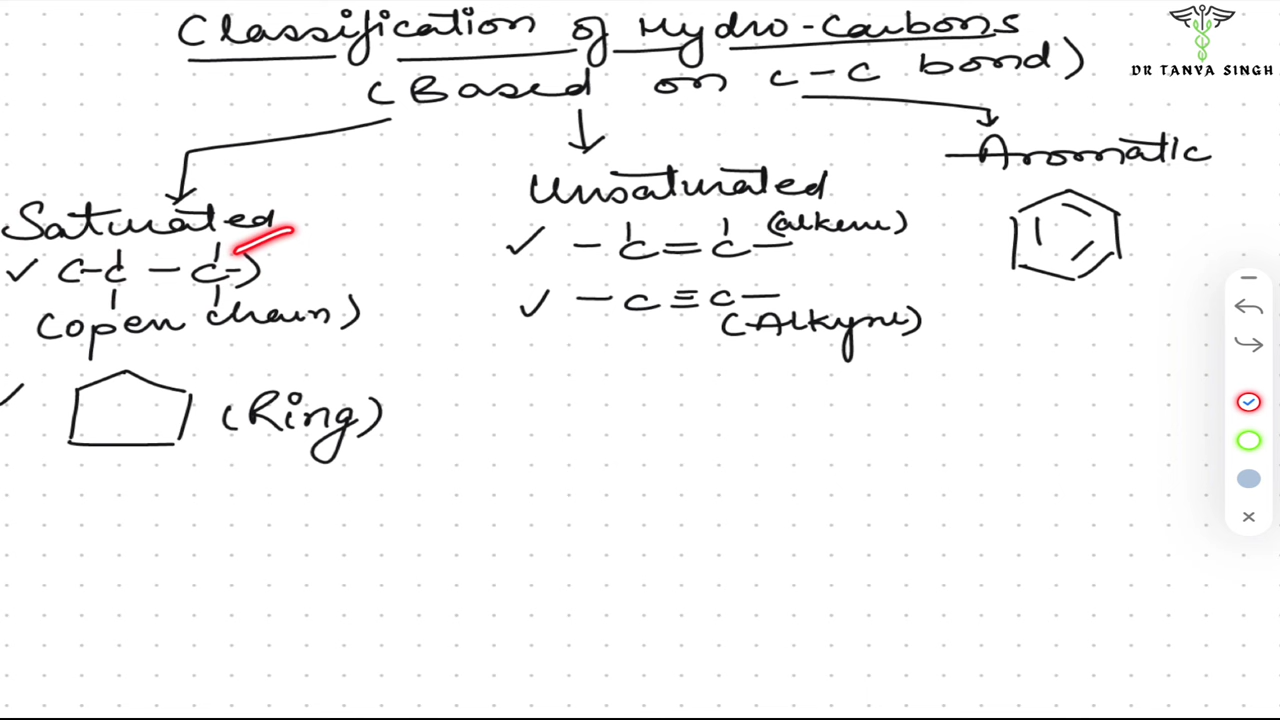 Classification of Hydro-Carbons
(Based on C-C bond)
DR TANYA SINGH
Saturated
Unsaturated
Aromatic
C-C-C-)
(open chain)
-C=C- (alkene)
-C≡C-
(Alkyne)
(Ring)